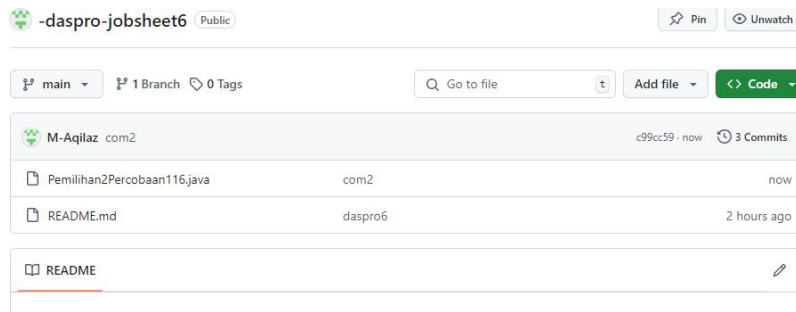 -daspro-jobsheet6 Public Pin Unwatch
main 1 Branch 0 Tags Go to file t Add file Code
M-Aqilaz com2 c99cc59 · now 3 Commits
Pemilihan2Percobaan116.java com2 now
README.md daspro6 2 hours ago
README